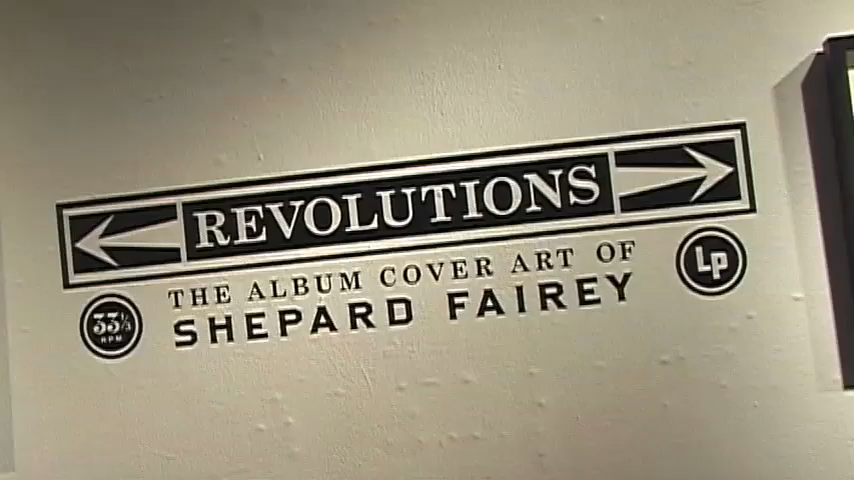 REVOLUTIONS
THE ALBUM COVER ART OF
SHEPARD FAIREY
33⅓
RPM
Lp